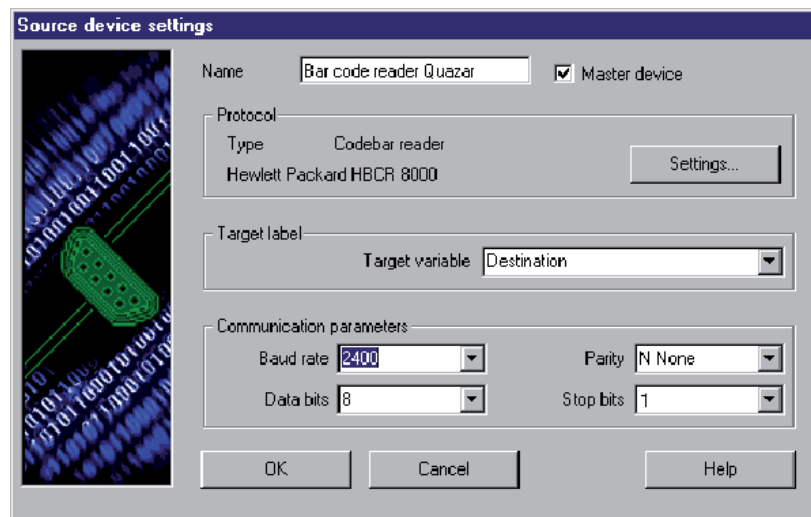 Source device settings
Name Bar code reader Quazar Master device
Protocol
Type Codebar reader
Hewlett Packard HBCR 8000
Settings...
Target label
Target variable Destination
Communication parameters
Baud rate 2400 Parity N None
Data bits 8 Stop bits 1
OK Cancel Help